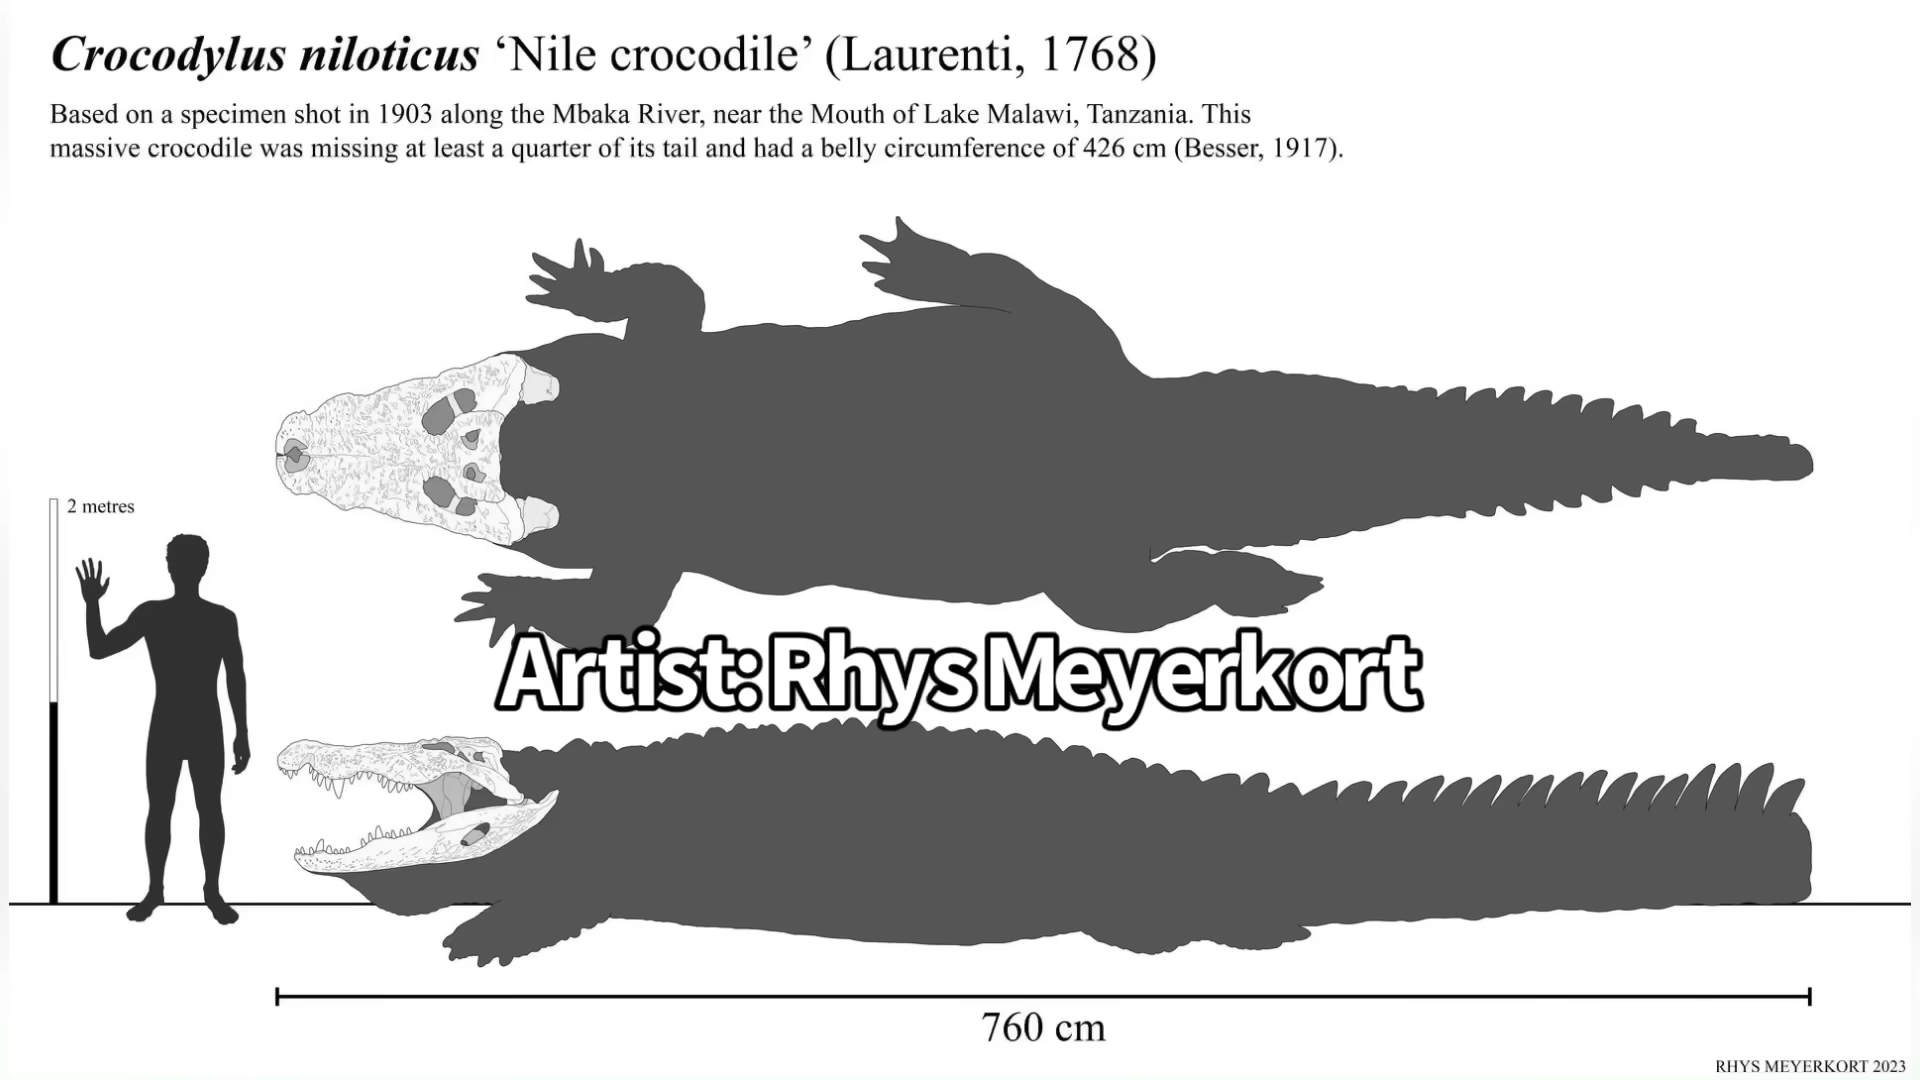 Crocodylus niloticus ‘Nile crocodile’ (Laurenti, 1768)
Based on a specimen shot in 1903 along the Mbaka River, near the Mouth of Lake Malawi, Tanzania. This
massive crocodile was missing at least a quarter of its tail and had a belly circumference of 426 cm (Besser, 1917).
2 metres
Artist: Rhys Meyerkort
760 cm
RHYS MEYERKORT 2023